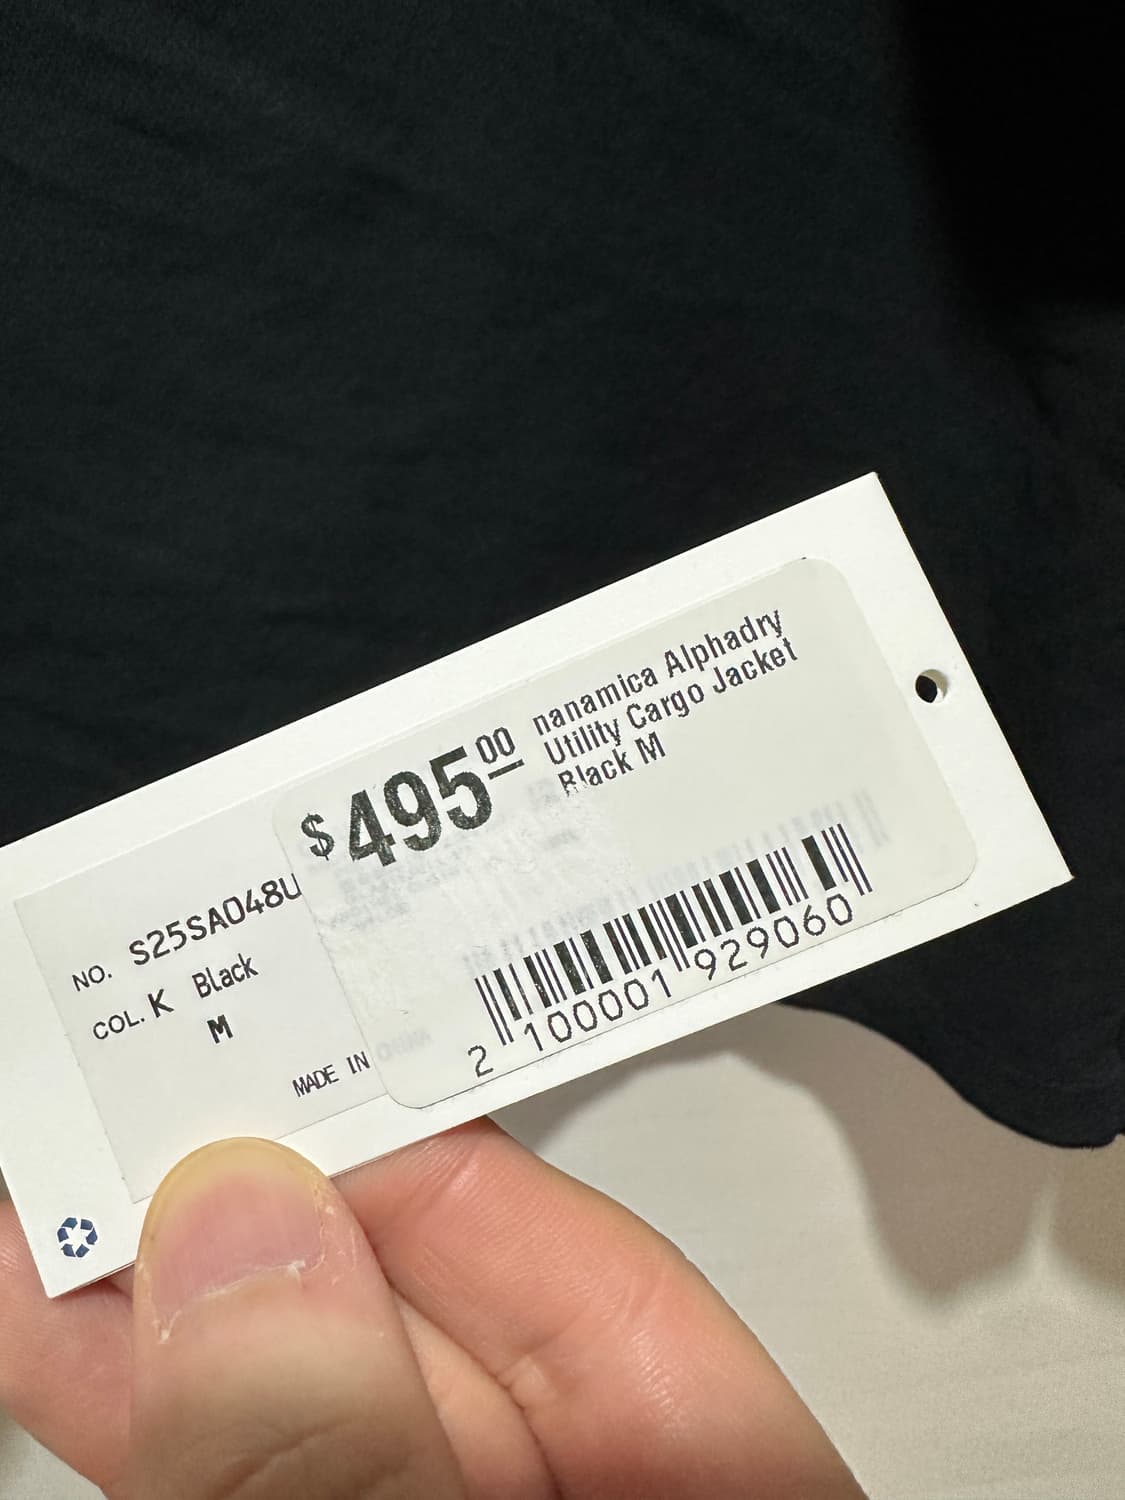 $495.00
nanamica Alphadry
Utility Cargo Jacket
Black M
2 100001 929060
NO. S25SA048U
COL. K Black
M
MADE IN